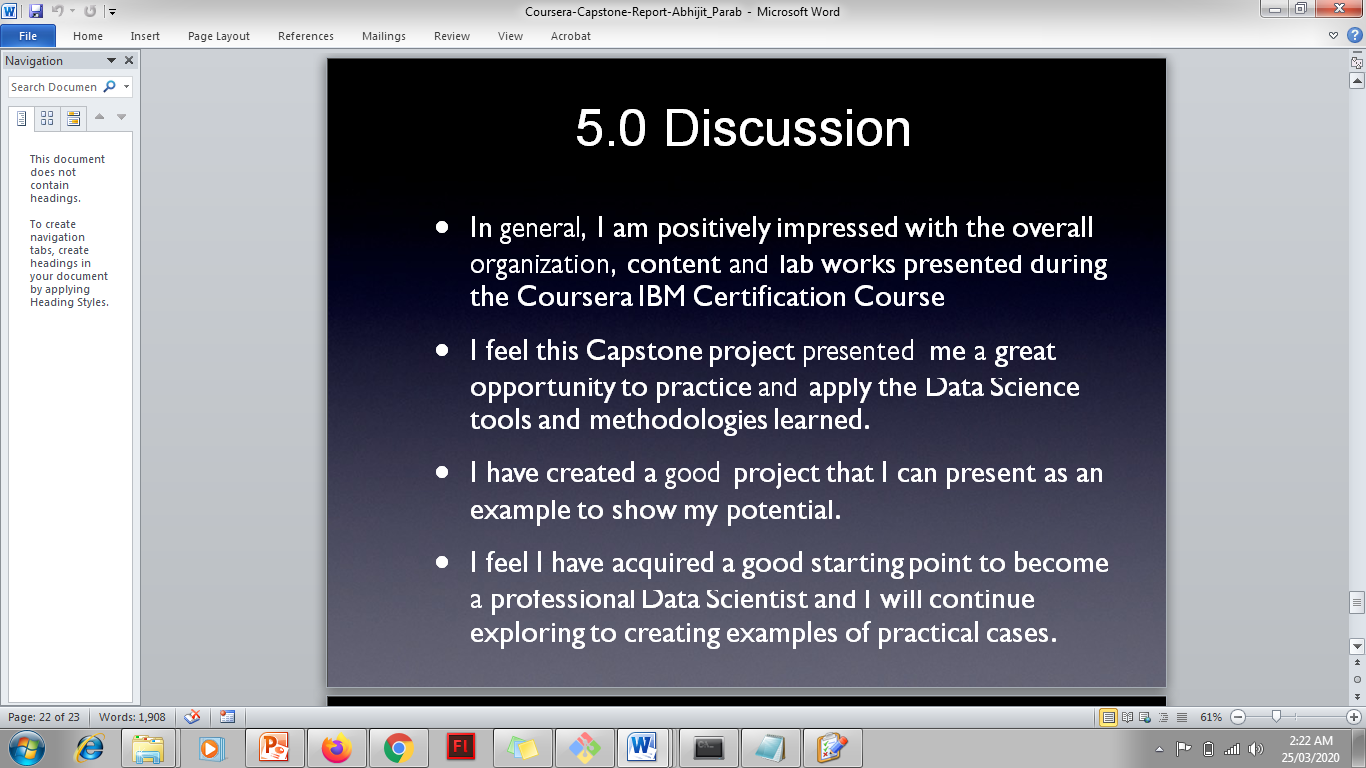 Coursera-Capstone-Report-Abhijit_Parab - Microsoft Word
File Home Insert Page Layout References Mailings Review View Acrobat
Navigation
Search Documen
This document
does not
contain
headings.
To create
navigation
tabs, create
headings in
your document
by applying
Heading Styles.
5.0 Discussion
• In general, I am positively impressed with the overall
organization, content and lab works presented during
the Coursera IBM Certification Course
• I feel this Capstone project presented me a great
opportunity to practice and apply the Data Science
tools and methodologies learned.
• I have created a good project that I can present as an
example to show my potential.
• I feel I have acquired a good starting point to become
a professional Data Scientist and I will continue
exploring to creating examples of practical cases.
Page: 22 of 23 Words: 1,908 61%
2:22 AM
25/03/2020